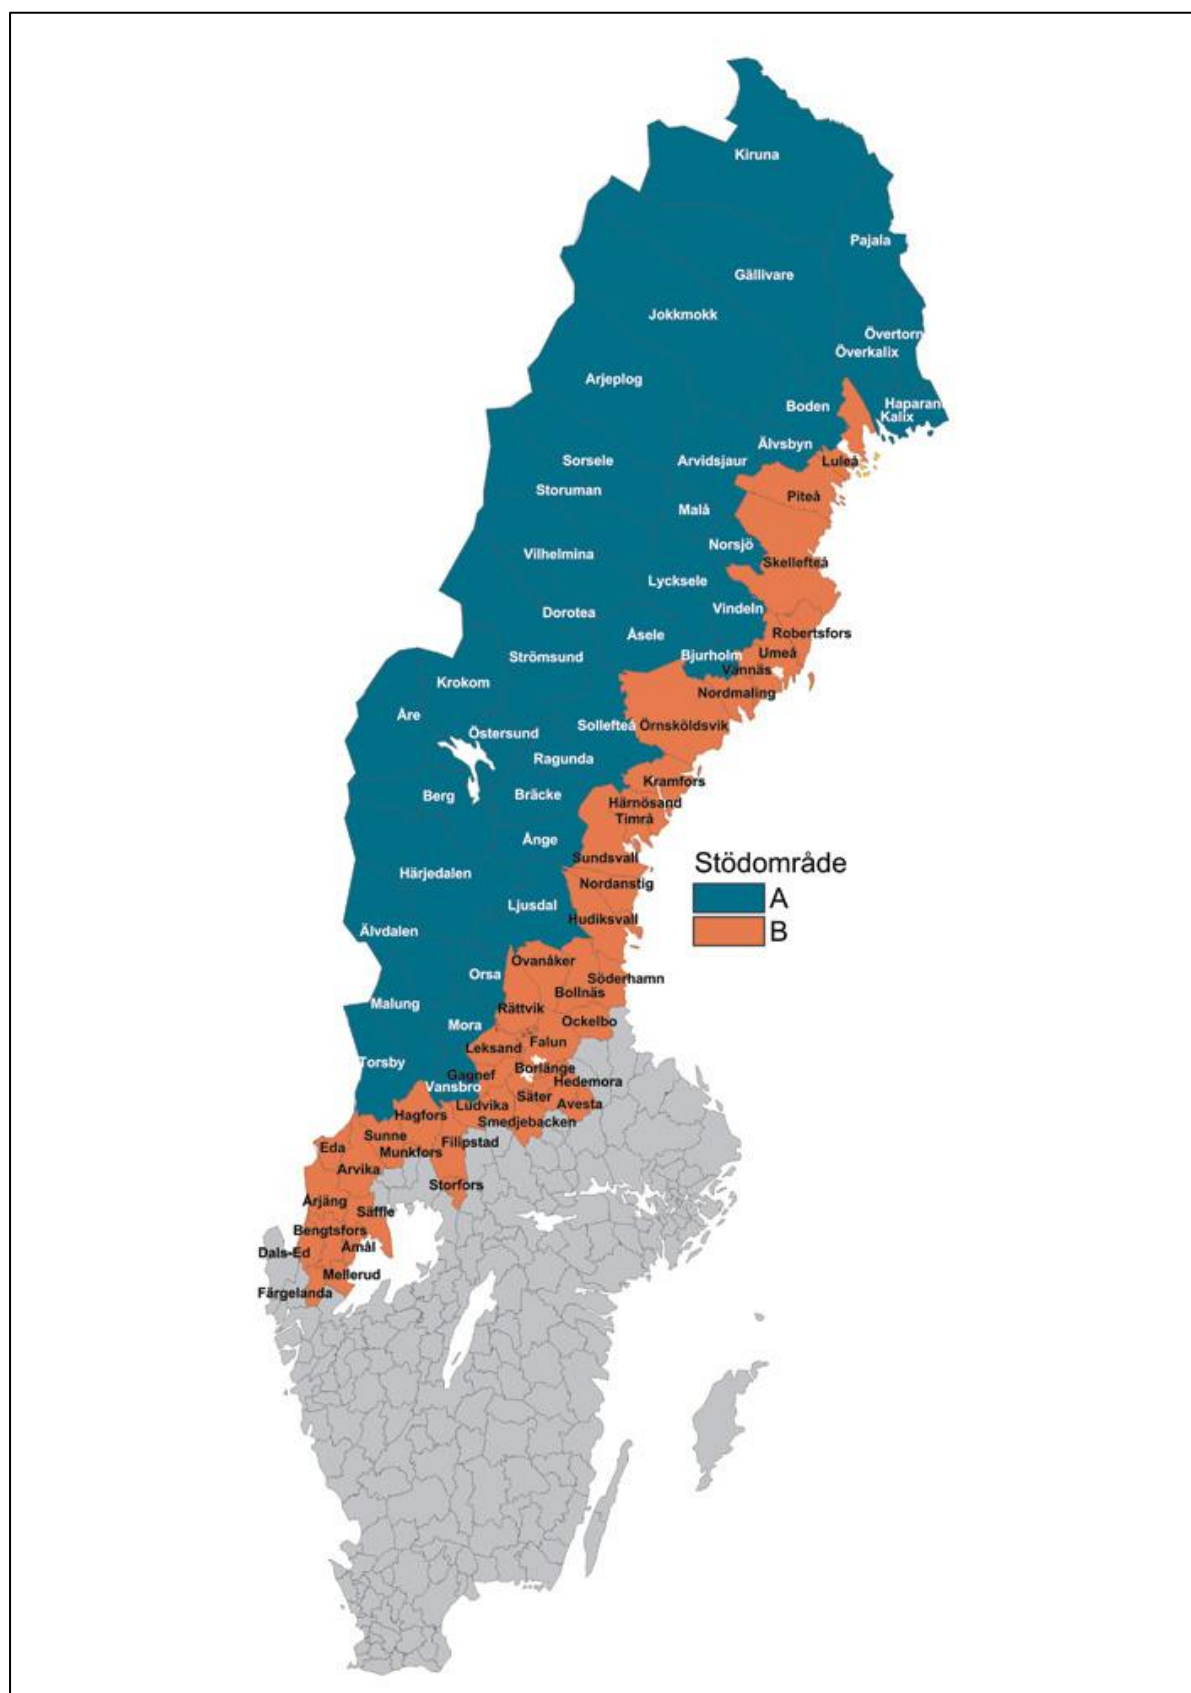 Kiruna
Pajala
Gällivare
Jokkmokk
Övertorn
Överkalix
Arjeplog
Boden
Haparan
Kalix
Älvsbyn
Sorsele
Arvidsjaur
Luleå
Storuman
Piteå
Malå
Norsjö
Vilhelmina
Skellefteå
Lycksele
Dorotea
Vindeln
Åsele
Robertsfors
Strömsund
Bjurholm
Umeå
Vännäs
Krokom
Nordmaling
Åre
Östersund
Sollefteå
Örnsköldsvik
Ragunda
Kramfors
Berg
Bräcke
Härnösand
Timrå
Ånge
Sundsvall
Stödområde
Härjedalen
Nordanstig
A
Ljusdal
Hudiksvall
B
Älvdalen
Övanåker
Orsa
Söderhamn
Bollnäs
Malung
Rättvik
Mora
Ockelbo
Leksand
Falun
Torsby
Borlänge
Gagnef
Hedemora
Vansbro
Säter
Ludvika
Avesta
Hagfors
Smedjebacken
Sunne
Filipstad
Eda
Munkfors
Arvika
Storfors
Årjäng
Säffle
Bengtsfors
Dals-Ed
Åmål
Mellerud
Färgelanda